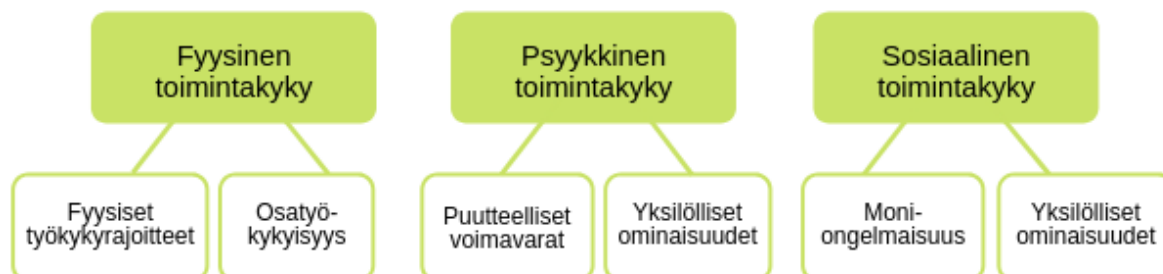 Fyysinen
toimintakyky
Psyykkinen
toimintakyky
Sosiaalinen
toimintakyky
Fyysiset
työkykyrajoitteet
Osatyö-
kykyisyys
Puutteelliset
voimavarat
Yksilölliset
ominaisuudet
Moni-
ongelmaisuus
Yksilölliset
ominaisuudet